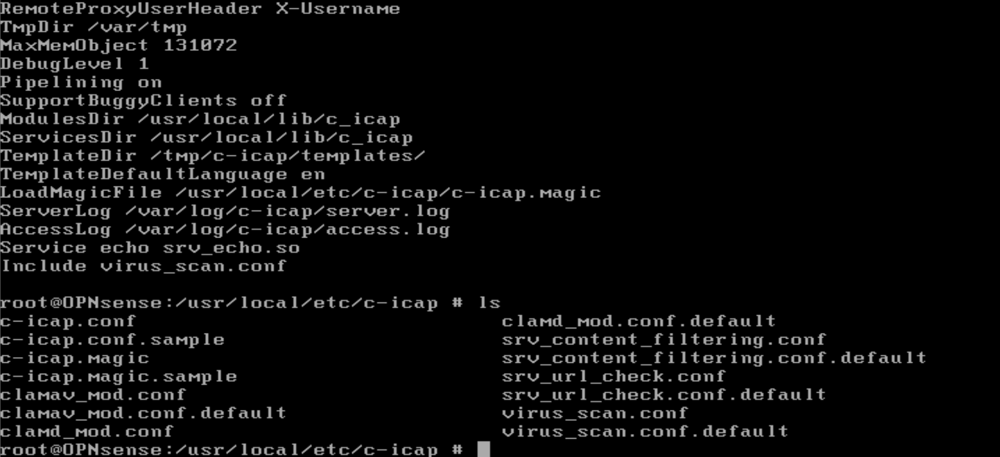 RemoteProxyUserHeader X-Username
TmpDir /var/tmp
MaxMemObject 131072
DebugLevel 1
Pipelining on
SupportBuggyClients off
ModulesDir /usr/local/lib/c_icap
ServicesDir /usr/local/lib/c_icap
TemplateDir /tmp/c-icap/templates/
TemplateDefaultLanguage en
LoadMagicFile /usr/local/etc/c-icap/c-icap.magic
ServerLog /var/log/c-icap/server.log
AccessLog /var/log/c-icap/access.log
Service echo srv_echo.so
Include virus_scan.conf

root@OPNsense:/usr/local/etc/c-icap # ls
c-icap.conf clamd_mod.conf.default
c-icap.conf.sample srv_content_filtering.conf
c-icap.magic srv_content_filtering.conf.default
c-icap.magic.sample srv_url_check.conf
clamav_mod.conf srv_url_check.conf.default
clamav_mod.conf.default virus_scan.conf
clamd_mod.conf virus_scan.conf.default
root@OPNsense:/usr/local/etc/c-icap #